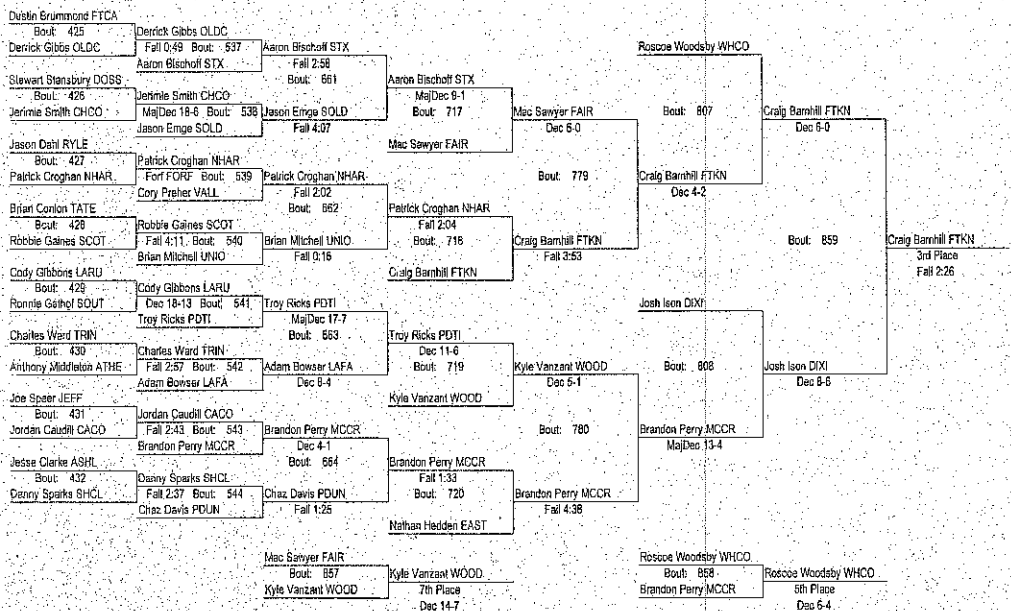 Dustin Brummond FTCA
Bout: 425
Derrick Gibbs OLDC
Stewart Stansbury DOSS
Bout: 426
Jerimie Smith CHCO
Jason Dahl RYLE
Bout: 427
Patrick Croghan NHAR
Brian Conlon TATE
Bout: 428
Robbie Gaines SCOT
Cody Gibbons LARU
Bout: 429
Ronnie Gathof SOUT
Charles Ward TRIN
Bout: 430
Anthony Middleton ATHE
Joe Speer JEFF
Bout: 431
Jordan Caudill CACO
Jesse Clarke ASHL
Bout: 432
Danny Sparks SHCL
Derrick Gibbs OLDC
Fall 0:49 Bout: 537
Aaron Bischoff STX
Jerimie Smith CHCO
MajDec 18-6 Bout: 538
Jason Emge SOLD
Patrick Croghan NHAR
Forf FORF Bout: 539
Cory Preher VALL
Robbie Gaines SCOT
Fall 4:11 Bout: 540
Brian Mitchell UNIO
Cody Gibbons LARU
Dec 18-13 Bout: 541
Troy Ricks PDTI
Charles Ward TRIN
Fall 2:57 Bout: 542
Adam Bowser LAFA
Jordan Caudill CACO
Fall 2:43 Bout: 543
Brandon Perry MCCR
Danny Sparks SHCL
Fall 2:37 Bout: 544
Chaz Davis PDUN
Aaron Bischoff STX
Fall 2:58
Bout: 661
Jason Emge SOLD
Fall 4:07
Patrick Croghan NHAR
Fall 2:02
Bout: 662
Brian Mitchell UNIO
Fall 0:16
Troy Ricks PDTI
MajDec 17-7
Bout: 663
Adam Bowser LAFA
Dec 8-4
Brandon Perry MCCR
Dec 4-1
Bout: 664
Chaz Davis PDUN
Fall 1:25
Aaron Bischoff STX
MajDec 9-1
Bout: 717
Mac Sawyer FAIR
Patrick Croghan NHAR
Fall 2:04
Bout: 718
Craig Barnhill FTKN
Troy Ricks PDTI
Dec 11-6
Bout: 719
Kyle Vanzant WOOD
Brandon Perry MCCR
Fall 1:33
Bout: 720
Nathan Hedden EAST
Mac Sawyer FAIR
Dec 6-0
Bout: 779
Craig Barnhill FTKN
Fall 3:53
Kyle Vanzant WOOD
Dec 5-1
Bout: 780
Brandon Perry MCCR
Fall 4:38
Roscoe Woodsby WHCO
Bout: 807
Craig Barnhill FTKN
Dec 4-2
Josh Ison DIXI
Bout: 808
Brandon Perry MCCR
MajDec 13-4
Craig Barnhill FTKN
Dec 6-0
Bout: 859
Josh Ison DIXI
Dec 8-6
Craig Barnhill FTKN
3rd Place
Fall 2:26
Mac Sawyer FAIR
Bout: 857
Kyle Vanzant WOOD
Kyle Vanzant WOOD
7th Place
Dec 14-7
Roscoe Woodsby WHCO
Bout: 858
Brandon Perry MCCR
Roscoe Woodsby WHCO
5th Place
Dec 6-4